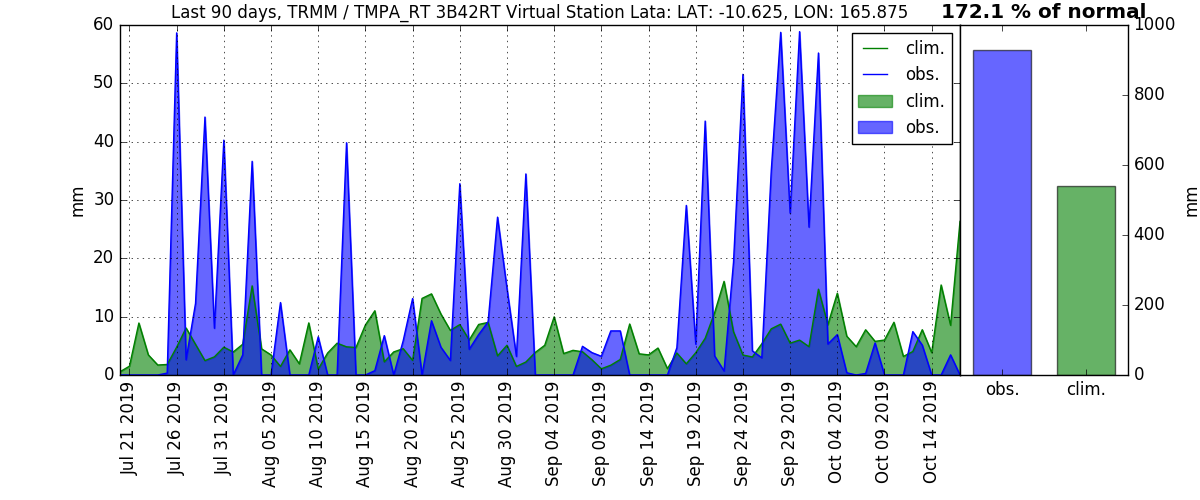 Last 90 days, TRMM / TMPA_RT 3B42RT Virtual Station Lata: LAT: -10.625, LON: 165.875
172.1 % of normal
60
50
40
30
20
10
0
mm
clim.
obs.
clim.
obs.
1000
800
600
400
200
0
mm
obs.
clim.
Jul 21 2019
Jul 26 2019
Jul 31 2019
Aug 05 2019
Aug 10 2019
Aug 15 2019
Aug 20 2019
Aug 25 2019
Aug 30 2019
Sep 04 2019
Sep 09 2019
Sep 14 2019
Sep 19 2019
Sep 24 2019
Sep 29 2019
Oct 04 2019
Oct 09 2019
Oct 14 2019